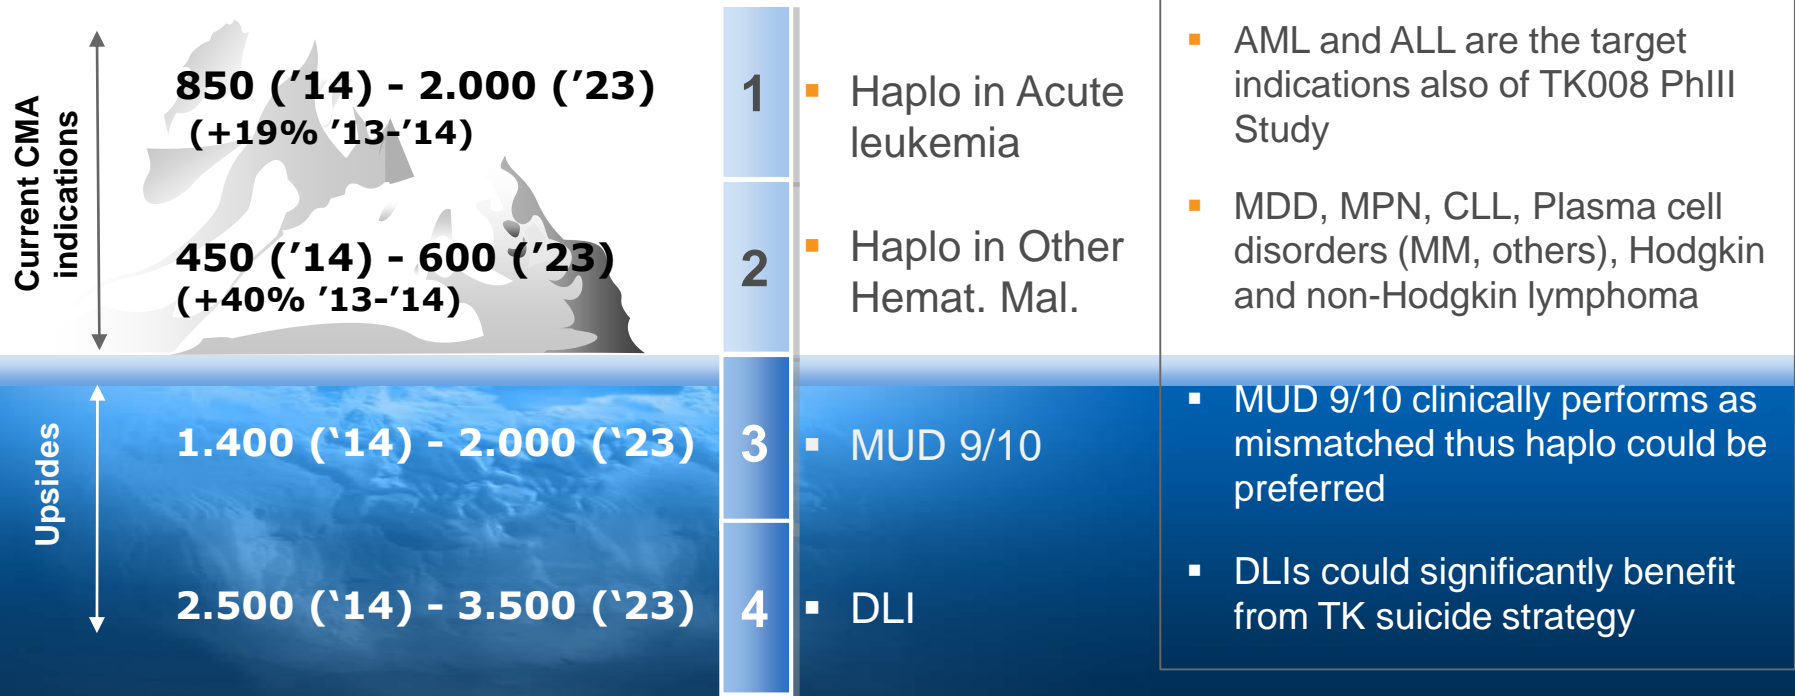 Current CMA
indications
850 (’14) - 2.000 (’23)
(+19% ’13-’14)
1
▪ Haplo in Acute
leukemia
▪ AML and ALL are the target
indications also of TK008 PhIII
Study
450 (’14) - 600 (’23)
(+40% ’13-’14)
2
▪ Haplo in Other
Hemat. Mal.
▪ MDD, MPN, CLL, Plasma cell
disorders (MM, others), Hodgkin
and non-Hodgkin lymphoma
Upsides
1.400 (‘14) - 2.000 (‘23)
3
▪ MUD 9/10
▪ MUD 9/10 clinically performs as
mismatched thus haplo could be
preferred
2.500 (‘14) - 3.500 (‘23)
4
▪ DLI
▪ DLIs could significantly benefit
from TK suicide strategy